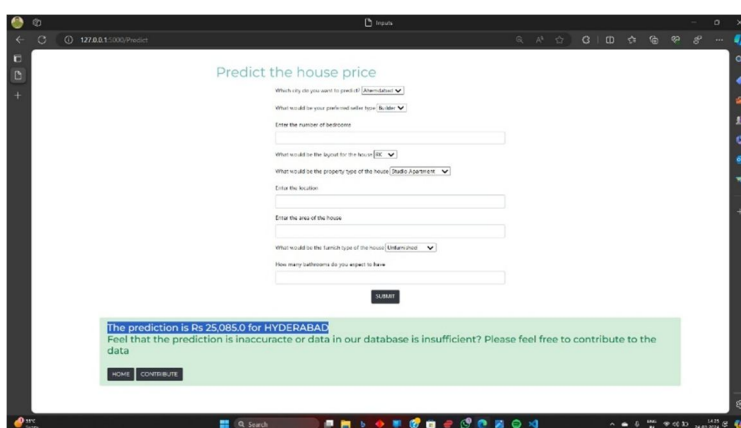 Inputs
127.0.0.1:5000/Predict
Predict the house price
Which city do you want to predict? Ahemdabad
What would be your preferred seller type Builder
Enter the number of bedrooms
What would be the layout for the house RK
What would be the property type of the house Studio Apartment
Enter the location
Enter the area of the house
What would be the furnish type of the house Unfurnished
How many bathrooms do you expect to have
SUBMIT
The prediction is Rs 25,085.0 for HYDERABAD
Feel that the prediction is inaccuracte or data in our database is insufficient? Please feel free to contribute to the
data
HOME CONTRIBUTE
Search
14:25